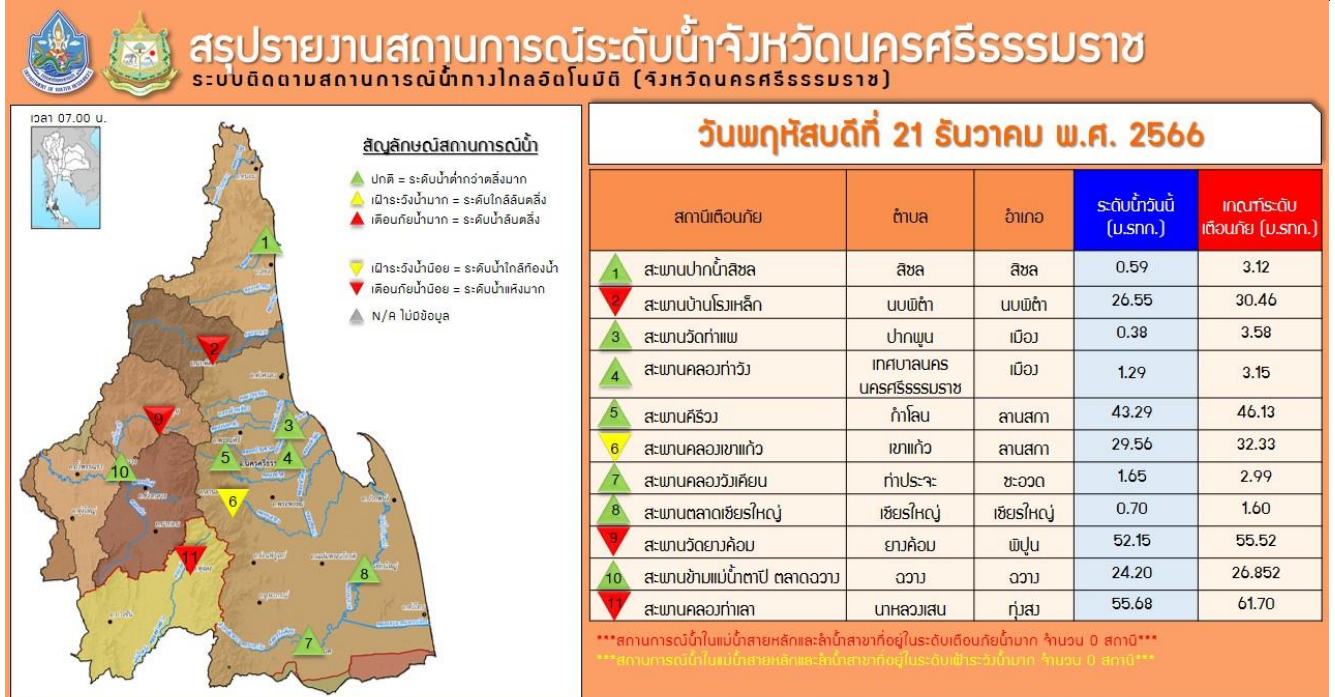 สรุปรายงานสถานการณ์ระดับน้ำจังหวัดนครศรีธรรมราช
ระบบติดตามสถานการณ์น้ำทางไกลอัตโนมัติ (จังหวัดนครศรีธรรมราช)
เวลา 07.00 น.
สัญลักษณ์สถานการณ์น้ำ
ปกติ = ระดับน้ำต่ำกว่าตลิ่งมาก
เฝ้าระวังน้ำมาก = ระดับใกล้ล้นตลิ่ง
เตือนภัยน้ำมาก = ระดับน้ำล้นตลิ่ง
เฝ้าระวังน้ำน้อย = ระดับน้ำใกล้ท้องน้ำ
เตือนภัยน้ำน้อย = ระดับน้ำแห้งมาก
N/A ไม่มีข้อมูล
1
2
9
3
5
4
10
6
11
8
7
วันพฤหัสบดีที่ 21 ธันวาคม พ.ศ. 2566
สถานีเตือนภัย ตำบล อำเภอ ระดับน้ำวันนี้ (ม.รทก.) เกณฑ์ระดับเตือนภัย (ม.รทก.)
1 สะพานปากน้ำสิชล สิชล สิชล 0.59 3.12
2 สะพานบ้านโรงเหล็ก นบพิตำ นบพิตำ 26.55 30.46
3 สะพานวัดท่าแพ ปากพูน เมือง 0.38 3.58
4 สะพานคลองท่าวัง เทศบาลนครนครศรีธรรมราช เมือง 1.29 3.15
5 สะพานคีรีวง กำโลน ลานสกา 43.29 46.13
6 สะพานคลองเขาแก้ว เขาแก้ว ลานสกา 29.56 32.33
7 สะพานคลองวังเคียน ท่าประจะ ชะอวด 1.65 2.99
8 สะพานตลาดเชียรใหญ่ เชียรใหญ่ เชียรใหญ่ 0.70 1.60
9 สะพานวัดยางค้อม ยางค้อม พิปูน 52.15 55.52
10 สะพานข้ามแม่น้ำตาปี ตลาดฉวาง ฉวาง ฉวาง 24.20 26.852
11 สะพานคลองท่าเลา นาหลวงเสน ทุ่งสง 55.68 61.70
***สถานการณ์น้ำในแม่น้ำสายหลักและลำน้ำสาขาที่อยู่ในระดับเตือนภัยน้ำมาก จำนวน 0 สถานี***
***สถานการณ์น้ำในแม่น้ำสายหลักและลำน้ำสาขาที่อยู่ในระดับเฝ้าระวังน้ำมาก จำนวน 0 สถานี***